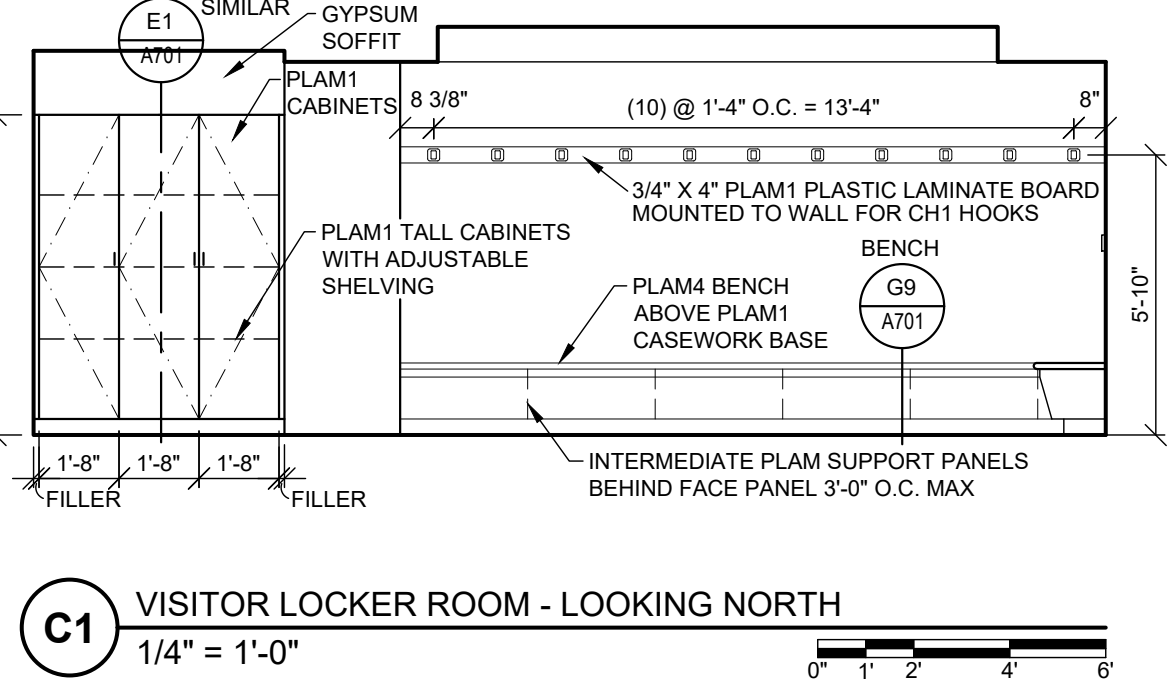 E1
A701
SIMILAR
GYPSUM
SOFFIT
PLAM1
CABINETS
8 3/8"
(10) @ 1'-4" O.C. = 13'-4"
8"
3/4" X 4" PLAM1 PLASTIC LAMINATE BOARD
MOUNTED TO WALL FOR CH1 HOOKS
PLAM1 TALL CABINETS
WITH ADJUSTABLE
SHELVING
BENCH
G9
A701
PLAM4 BENCH
ABOVE PLAM1
CASEWORK BASE
5'-10"
1'-8"
1'-8"
1'-8"
FILLER
FILLER
INTERMEDIATE PLAM SUPPORT PANELS
BEHIND FACE PANEL 3'-0" O.C. MAX
C1
VISITOR LOCKER ROOM - LOOKING NORTH
1/4" = 1'-0"
0" 1' 2' 4' 6'